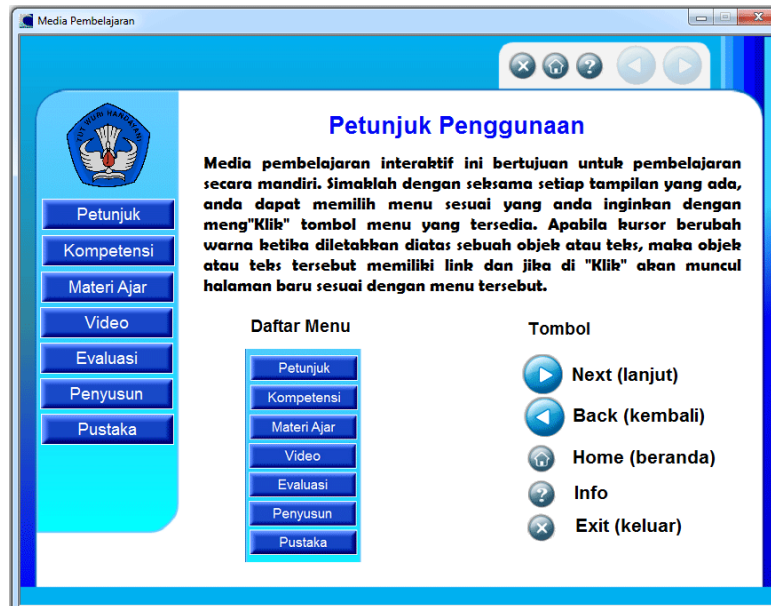 Media Pembelajaran
TUT WURI HANDAYANI
Petunjuk
Kompetensi
Materi Ajar
Video
Evaluasi
Penyusun
Pustaka
Petunjuk Penggunaan
Media pembelajaran interaktif ini bertujuan untuk pembelajaran
secara mandiri. Simaklah dengan seksama setiap tampilan yang ada,
anda dapat memilih menu sesuai yang anda inginkan dengan
meng"Klik" tombol menu yang tersedia. Apabila kursor berubah
warna ketika diletakkan diatas sebuah objek atau teks, maka objek
atau teks tersebut memiliki link dan jika di "Klik" akan muncul
halaman baru sesuai dengan menu tersebut.
Daftar Menu
Petunjuk
Kompetensi
Materi Ajar
Video
Evaluasi
Penyusun
Pustaka
Tombol
Next (lanjut)
Back (kembali)
Home (beranda)
Info
Exit (keluar)